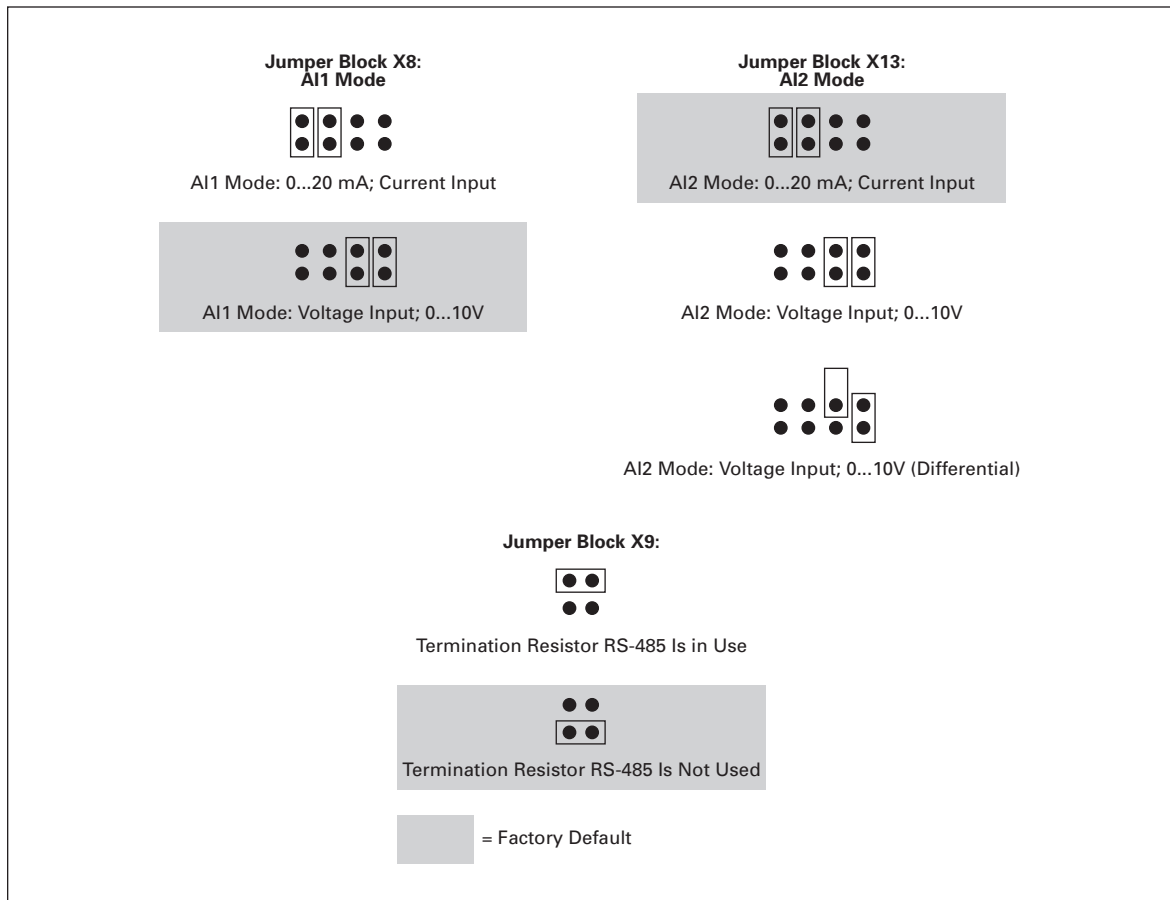 Jumper Block X8:
AI1 Mode
AI1 Mode: 0...20 mA; Current Input
AI1 Mode: Voltage Input; 0...10V
Jumper Block X13:
AI2 Mode
AI2 Mode: 0...20 mA; Current Input
AI2 Mode: Voltage Input; 0...10V
AI2 Mode: Voltage Input; 0...10V (Differential)
Jumper Block X9:
Termination Resistor RS-485 Is in Use
Termination Resistor RS-485 Is Not Used
= Factory Default